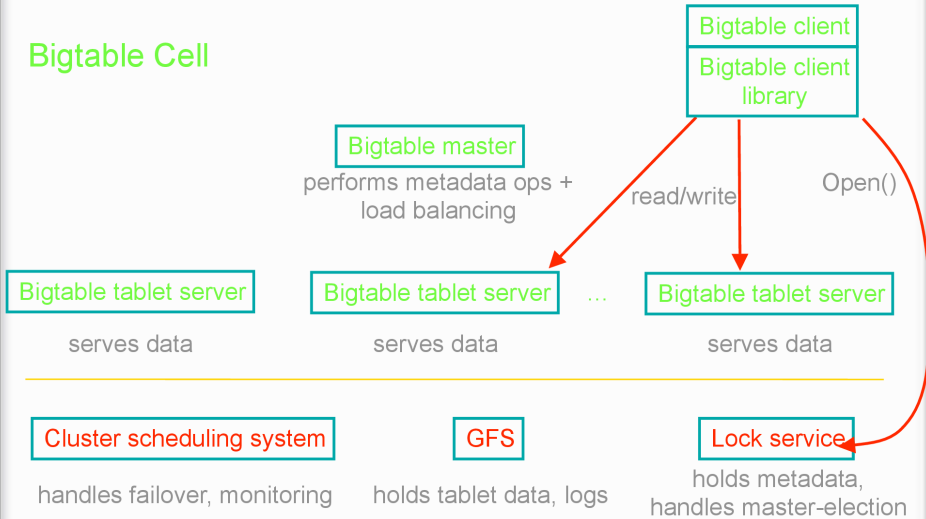 Bigtable Cell
Bigtable client
Bigtable client
library
Bigtable master
performs metadata ops +
load balancing
read/write
Open()
Bigtable tablet server
Bigtable tablet server
...
Bigtable tablet server
serves data
serves data
serves data
Cluster scheduling system
GFS
Lock service
handles failover, monitoring
holds tablet data, logs
holds metadata,
handles master-election